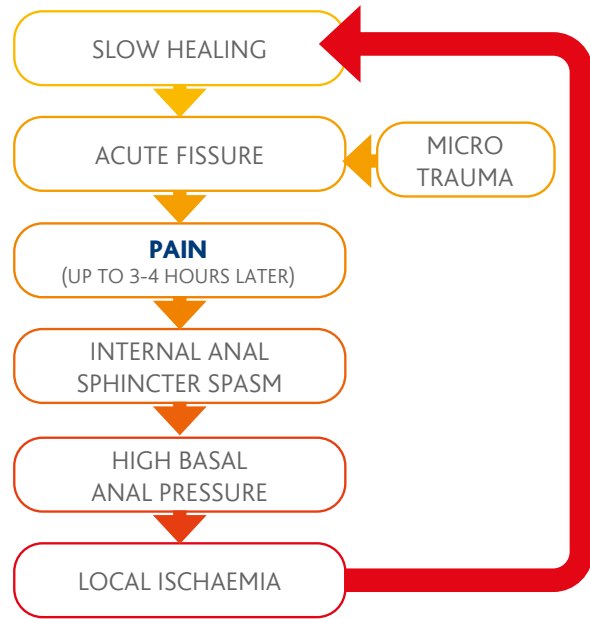 SLOW HEALING
ACUTE FISSURE
MICRO
TRAUMA
PAIN
(UP TO 3-4 HOURS LATER)
INTERNAL ANAL
SPHINCTER SPASM
HIGH BASAL
ANAL PRESSURE
LOCAL ISCHAEMIA